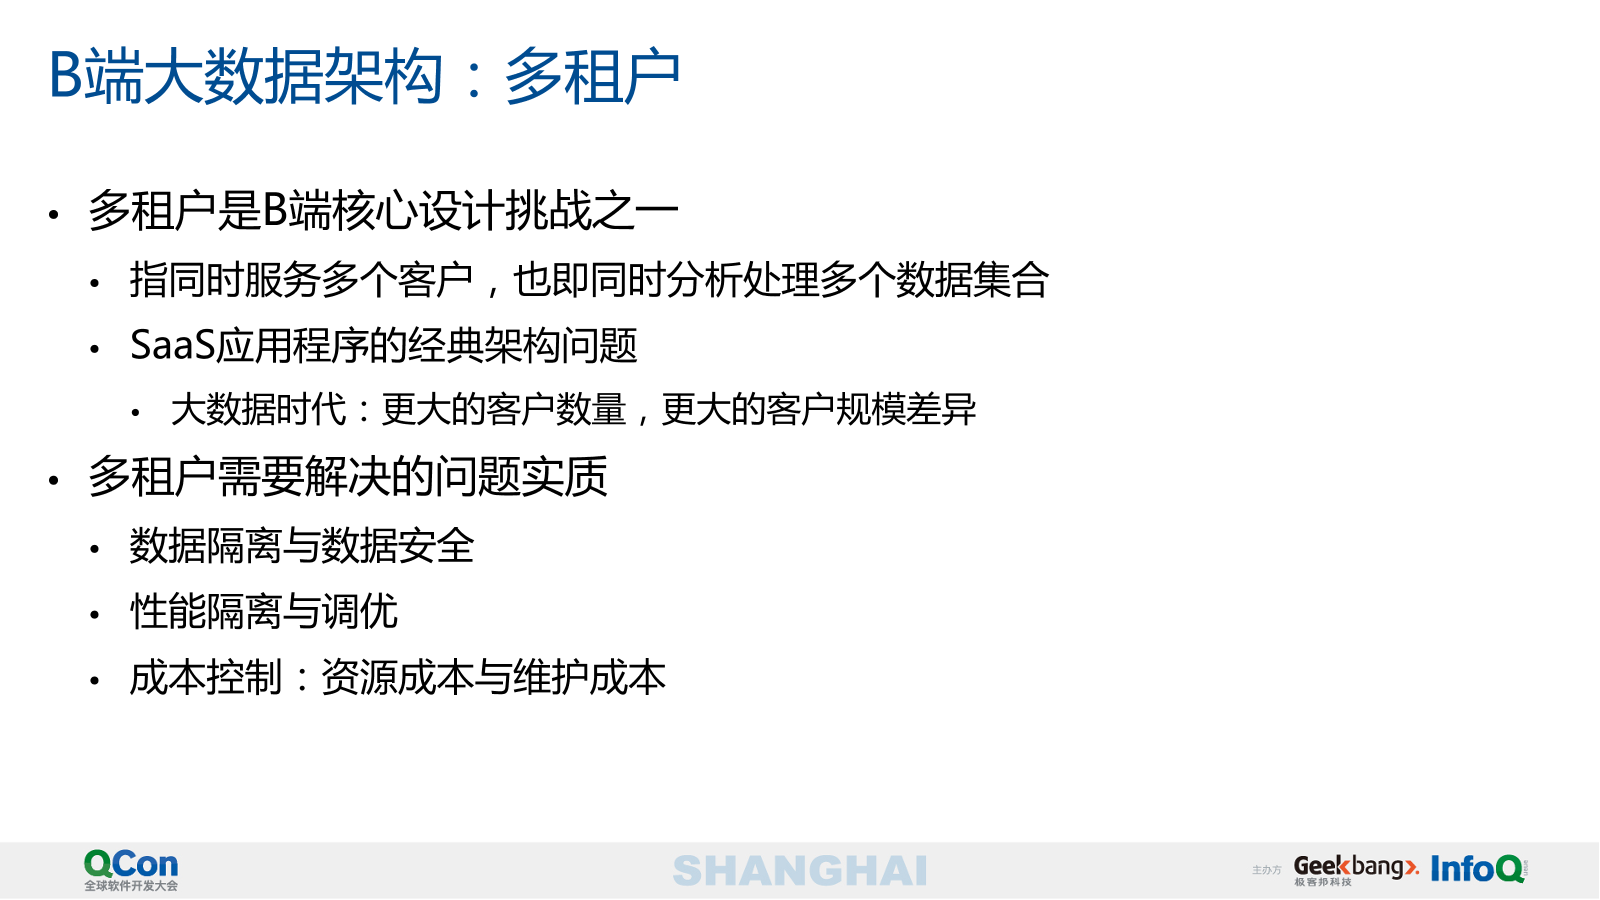 B端大数据架构：多租户
• 多租户是B端核心设计挑战之一
• 指同时服务多个客户，也即同时分析处理多个数据集合
• SaaS应用程序的经典架构问题
• 大数据时代：更大的客户数量，更大的客户规模差异
• 多租户需要解决的问题实质
• 数据隔离与数据安全
• 性能隔离与调优
• 成本控制：资源成本与维护成本
QCon
全球软件开发大会
SHANGHAI
主办方
Geekbang>.
极客邦科技
InfoQ